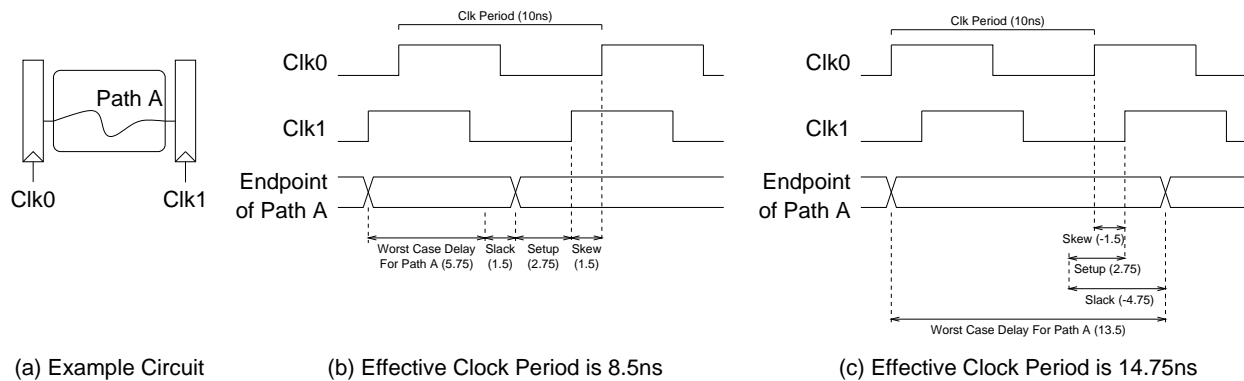 Path A
Clk0
Clk1
(a) Example Circuit
Clk Period (10ns)
Clk0
Clk1
Endpoint
of Path A
Worst Case Delay
For Path A (5.75)
Slack
(1.5)
Setup
(2.75)
Skew
(1.5)
(b) Effective Clock Period is 8.5ns
Clk Period (10ns)
Clk0
Clk1
Endpoint
of Path A
Skew (-1.5)
Setup (2.75)
Slack (-4.75)
Worst Case Delay For Path A (13.5)
(c) Effective Clock Period is 14.75ns